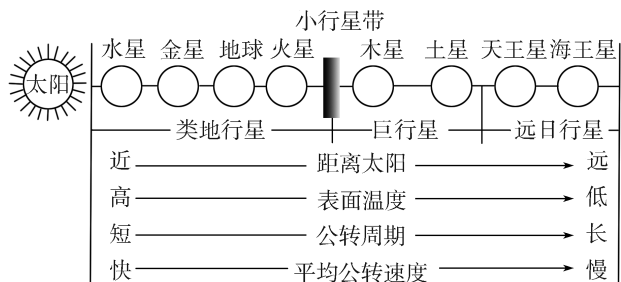 小行星带
水星 金星 地球 火星 木星 土星 天王星 海王星
太阳
类地行星 巨行星 远日行星
近 距离太阳 远
高 表面温度 低
短 公转周期 长
快 平均公转速度 慢